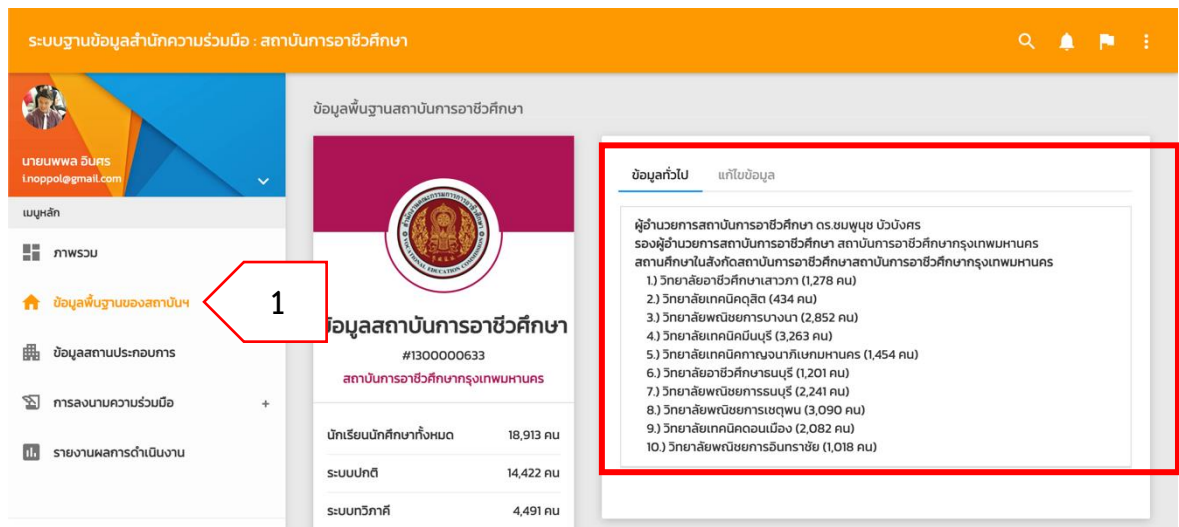 ระบบฐานข้อมูลสำนักความร่วมมือ : สถาบันการอาชีวศึกษา
นายนพพล อินศร
i.noppol@gmail.com
เมนูหลัก
ภาพรวม
ข้อมูลพื้นฐานของสถาบันฯ
1
ข้อมูลสถานประกอบการ
การลงนามความร่วมมือ +
รายงานผลการดำเนินงาน
ข้อมูลพื้นฐานสถาบันการอาชีวศึกษา
สำนักงานคณะกรรมการการอาชีวศึกษา
VOCATIONAL EDUCATION COMMISSION
ข้อมูลสถาบันการอาชีวศึกษา
#1300000633
สถาบันการอาชีวศึกษากรุงเทพมหานคร
นักเรียนนักศึกษาทั้งหมด 18,913 คน
ระบบปกติ 14,422 คน
ระบบทวิภาคี 4,491 คน
ข้อมูลทั่วไป แก้ไขข้อมูล
ผู้อำนวยการสถาบันการอาชีวศึกษา ดร.ชมพูนุช บัวบังศร
รองผู้อำนวยการสถาบันการอาชีวศึกษา สถาบันการอาชีวศึกษากรุงเทพมหานคร
สถานศึกษาในสังกัดสถาบันการอาชีวศึกษาสถาบันการอาชีวศึกษากรุงเทพมหานคร
1.) วิทยาลัยอาชีวศึกษาเสาวภา (1,278 คน)
2.) วิทยาลัยเทคนิคดุสิต (434 คน)
3.) วิทยาลัยพณิชยการบางนา (2,852 คน)
4.) วิทยาลัยเทคนิคมีนบุรี (3,263 คน)
5.) วิทยาลัยเทคนิคกาญจนาภิเษกมหานคร (1,454 คน)
6.) วิทยาลัยอาชีวศึกษาธนบุรี (1,201 คน)
7.) วิทยาลัยพณิชยการธนบุรี (2,241 คน)
8.) วิทยาลัยพณิชยการเชตุพน (3,090 คน)
9.) วิทยาลัยเทคนิคดอนเมือง (2,082 คน)
10.) วิทยาลัยพณิชยการอินทราชัย (1,018 คน)